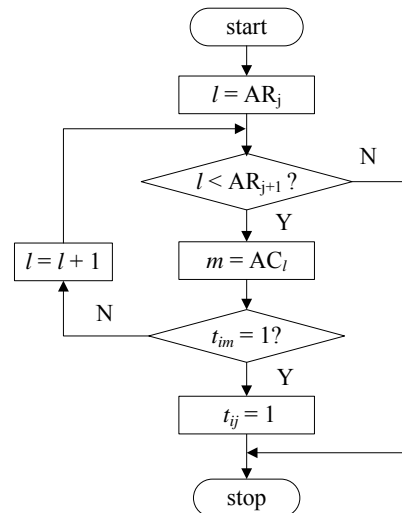 start
l = ARj
N
l < ARj+1 ?
Y
l = l + 1
m = ACl
N
tim = 1?
Y
tij = 1
stop